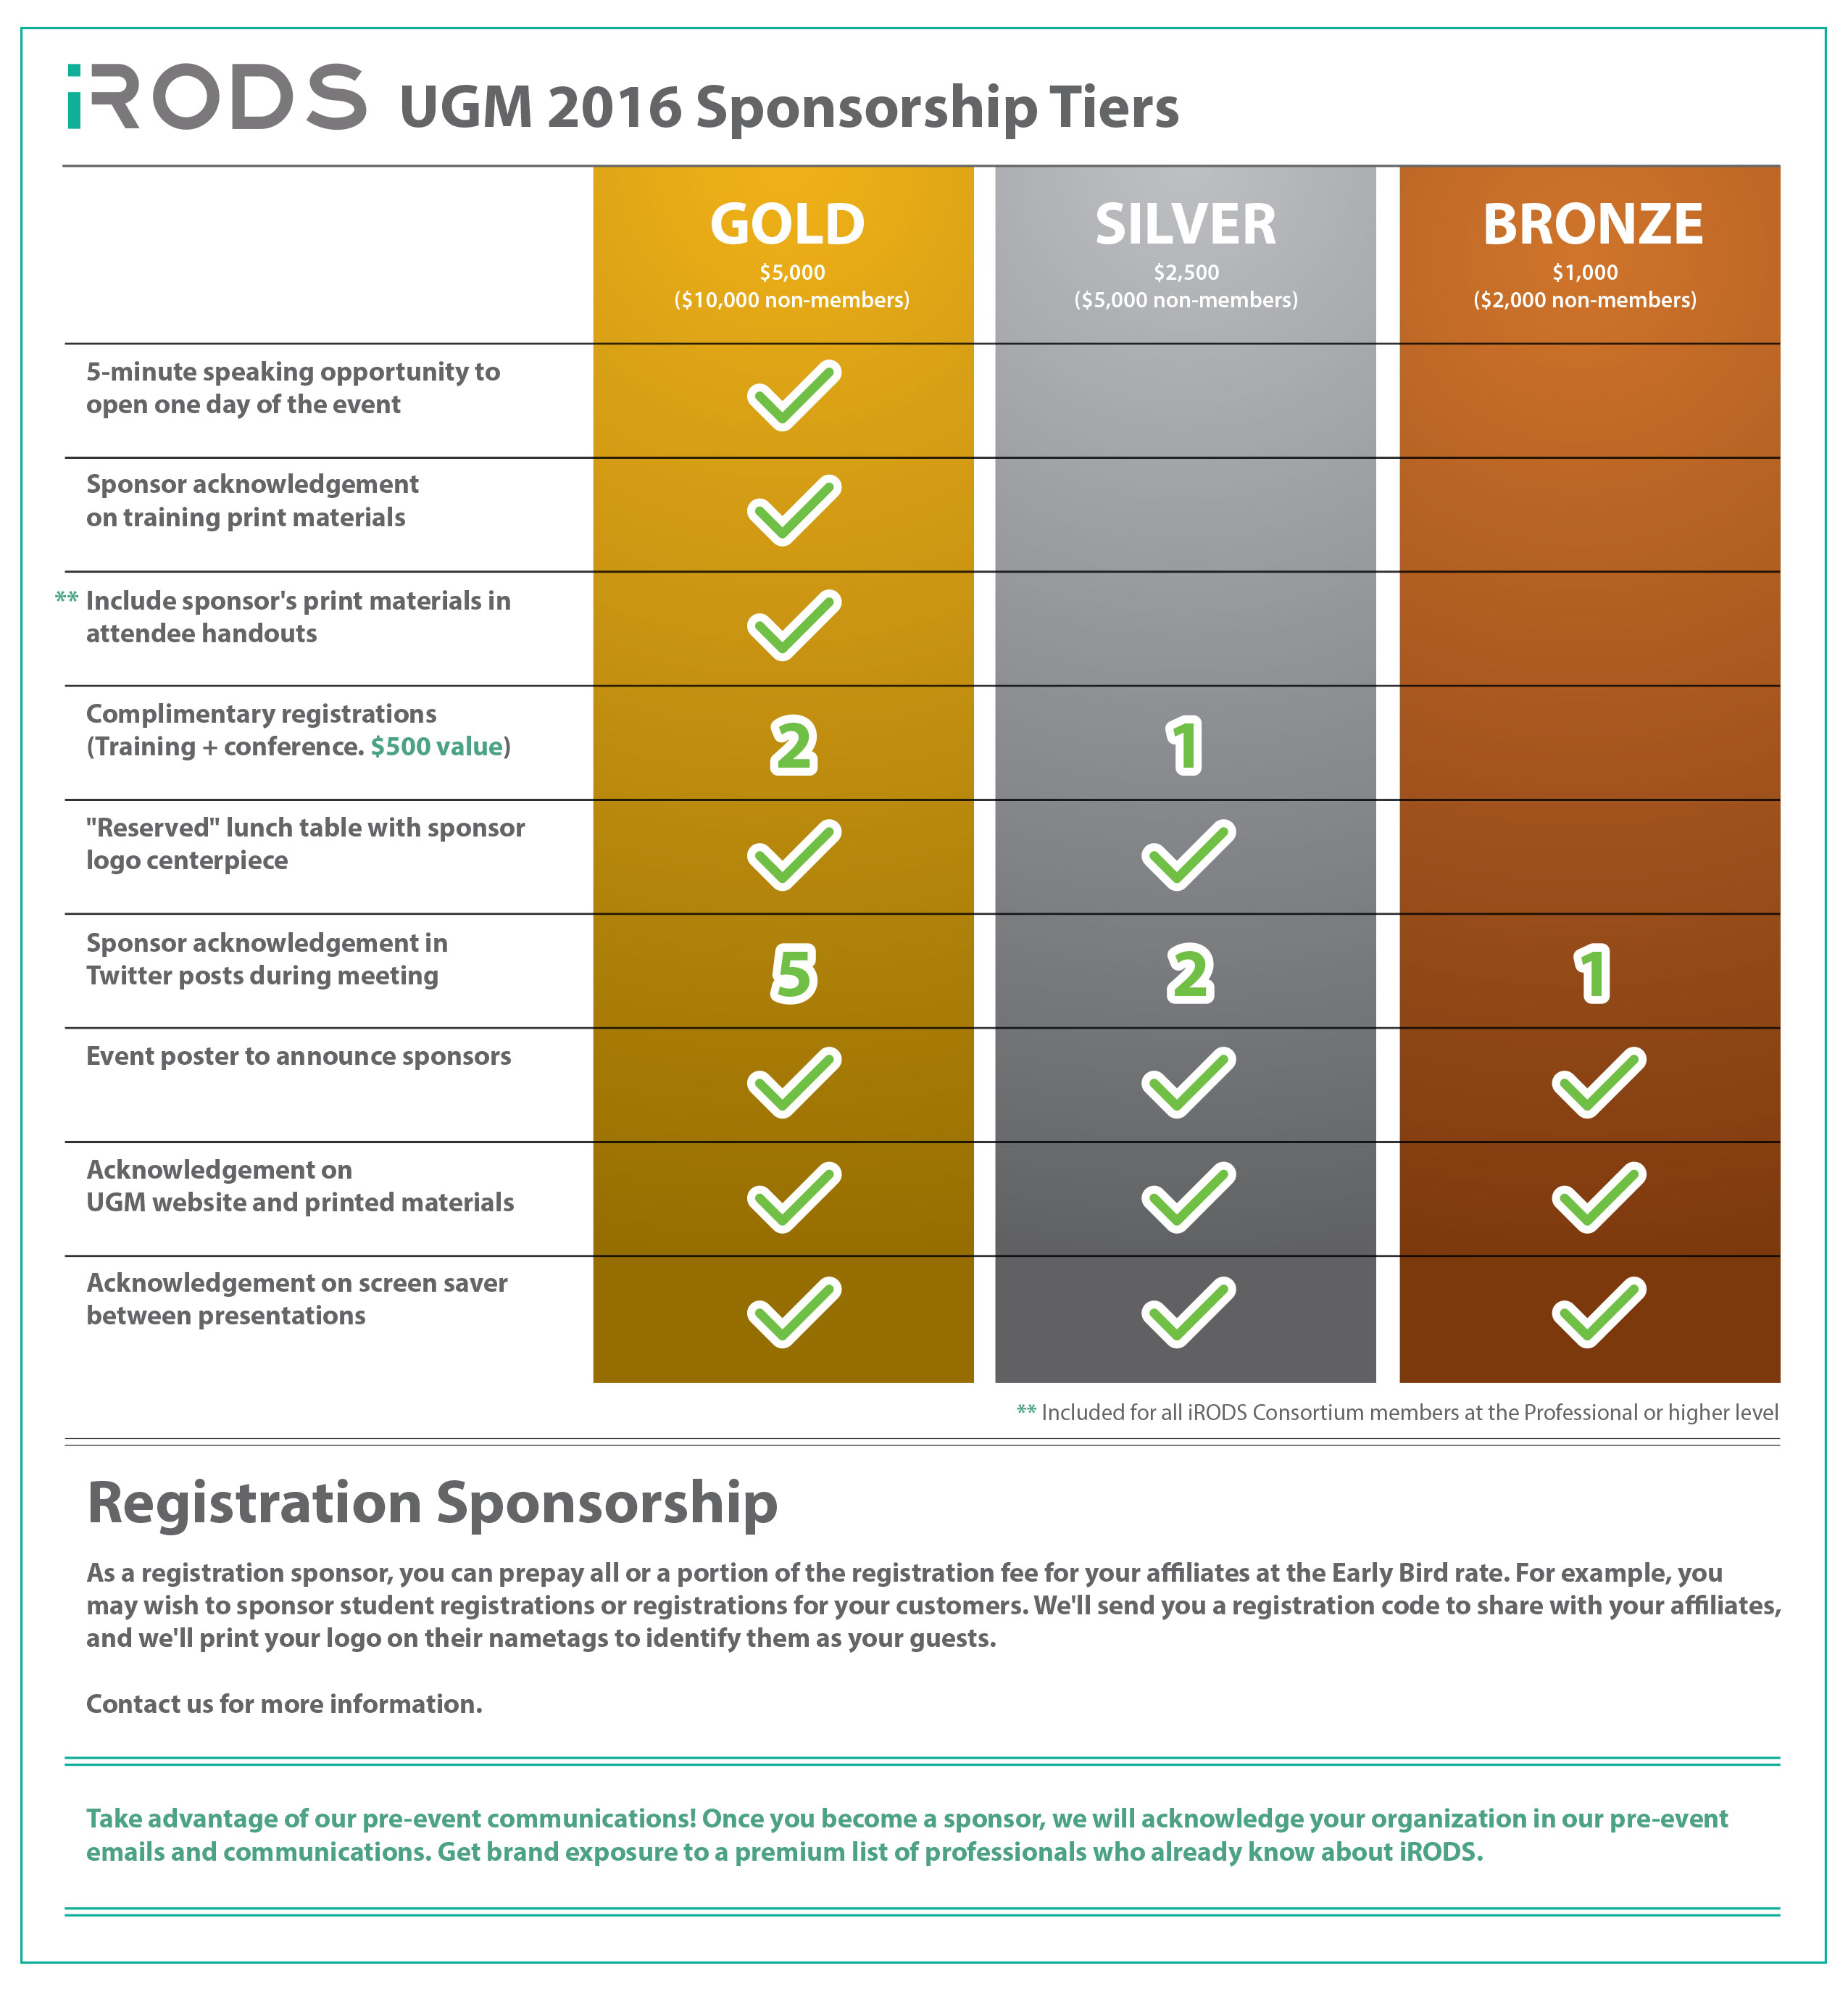 iRODS UGM 2016 Sponsorship Tiers
GOLD
$5,000
($10,000 non-members)
SILVER
$2,500
($5,000 non-members)
BRONZE
$1,000
($2,000 non-members)
5-minute speaking opportunity to
open one day of the event
Sponsor acknowledgement
on training print materials
** Include sponsor's print materials in
attendee handouts
Complimentary registrations
(Training + conference. $500 value)
2 1
"Reserved" lunch table with sponsor
logo centerpiece
Sponsor acknowledgement in
Twitter posts during meeting
5 2 1
Event poster to announce sponsors
Acknowledgement on
UGM website and printed materials
Acknowledgement on screen saver
between presentations
** Included for all iRODS Consortium members at the Professional or higher level
Registration Sponsorship
As a registration sponsor, you can prepay all or a portion of the registration fee for your affiliates at the Early Bird rate. For example, you
may wish to sponsor student registrations or registrations for your customers. We'll send you a registration code to share with your affiliates,
and we'll print your logo on their nametags to identify them as your guests.
Contact us for more information.
Take advantage of our pre-event communications! Once you become a sponsor, we will acknowledge your organization in our pre-event
emails and communications. Get brand exposure to a premium list of professionals who already know about iRODS.